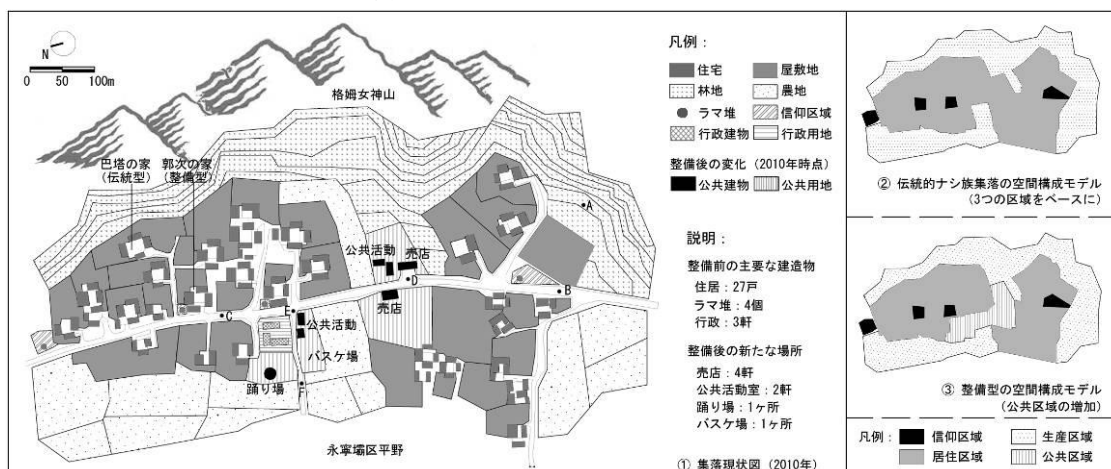 N
0 50 100m
格姆女神山
巴塔の家
(伝統型)
郭次の家
(整備型)
公共活動
売店
売店
公共活動
バスケ場
踊り場
A
B
C
D
E
F
永寧壩区平野
凡例：
住宅 屋敷地
林地 農地
ラマ堆 信仰区域
行政建物 行政用地
整備後の変化 (2010年時点)
公共建物 公共用地
説明：
整備前の主要な建造物
住居：27戸
ラマ堆：4個
行政：3軒
整備後の新たな場所
売店：4軒
公共活動室：2軒
踊り場：1ヶ所
バスケ場：1ヶ所
① 集落現状図 (2010年)
② 伝統的ナシ族集落の空間構成モデル
(3つの区域をベースに)
③ 整備型の空間構成モデル
(公共区域の増加)
凡例： 信仰区域 生産区域
居住区域 公共区域